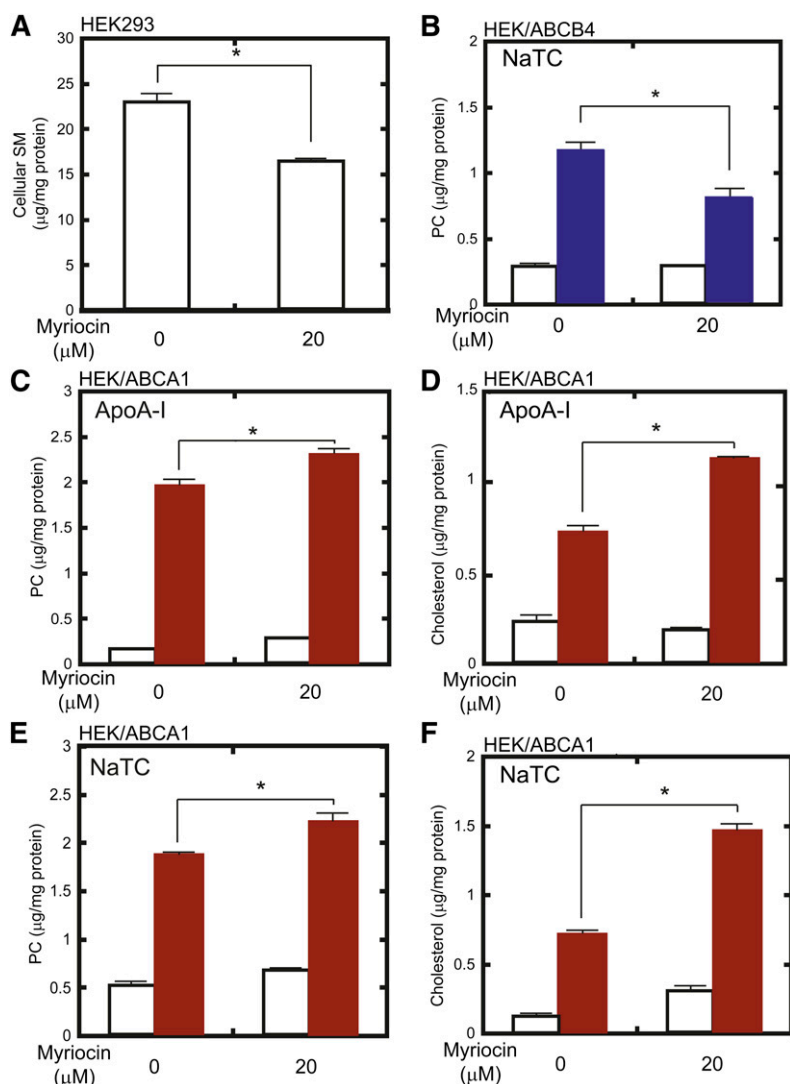 A
HEK293
Cellular SM
(μg/mg protein)
30
25
20
15
10
5
0
*
Myriocin
(μM)
0
20
B
HEK/ABCB4
NaTC
PC (μg/mg protein)
2
1.5
1
0.5
0
*
Myriocin
(μM)
0
20
C
HEK/ABCA1
ApoA-I
PC (μg/mg protein)
3
2.5
2
1.5
1
0.5
0
*
Myriocin
(μM)
0
20
D
HEK/ABCA1
ApoA-I
Cholesterol (μg/mg protein)
1.5
1
0.5
0
*
Myriocin
(μM)
0
20
E
HEK/ABCA1
NaTC
PC (μg/mg protein)
3
2.5
2
1.5
1
0.5
0
*
Myriocin
(μM)
0
20
F
HEK/ABCA1
NaTC
Cholesterol (μg/mg protein)
2
1.5
1
0.5
0
*
Myriocin
(μM)
0
20